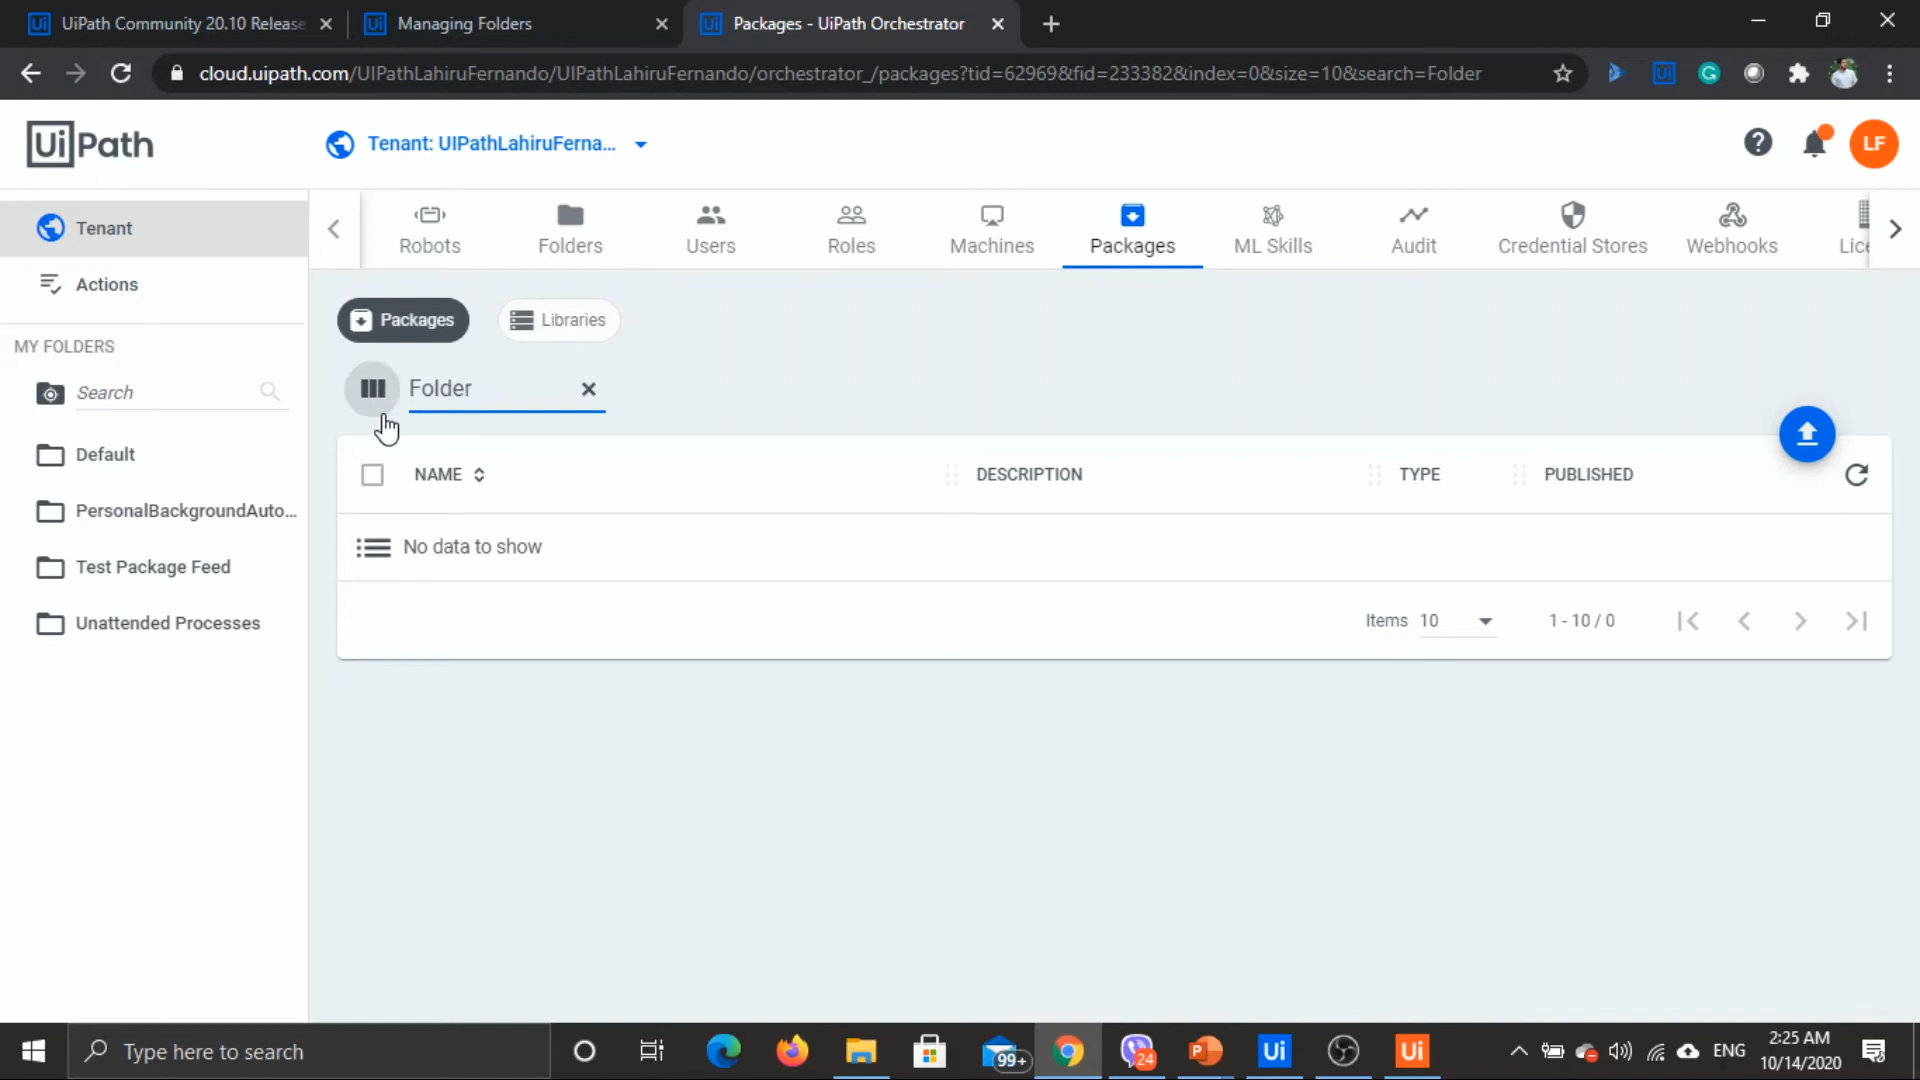 UiPath Community 20.10 Release
Managing Folders
Packages - UiPath Orchestrator
cloud.uipath.com/UIPathLahiruFernando/UIPathLahiruFernando/orchestrator_/packages?tid=62969&fid=233382&index=0&size=10&search=Folder
UiPath
Tenant: UIPathLahiruFerna...
LF
Tenant
Actions
MY FOLDERS
Search
Default
PersonalBackgroundAuto...
Test Package Feed
Unattended Processes
Robots
Folders
Users
Roles
Machines
Packages
ML Skills
Audit
Credential Stores
Webhooks
Lice
Packages
Libraries
Folder
NAME
DESCRIPTION
TYPE
PUBLISHED
No data to show
Items 10
1 - 10 / 0
Type here to search
99+
24
Ui
Ui
ENG
2:25 AM
10/14/2020